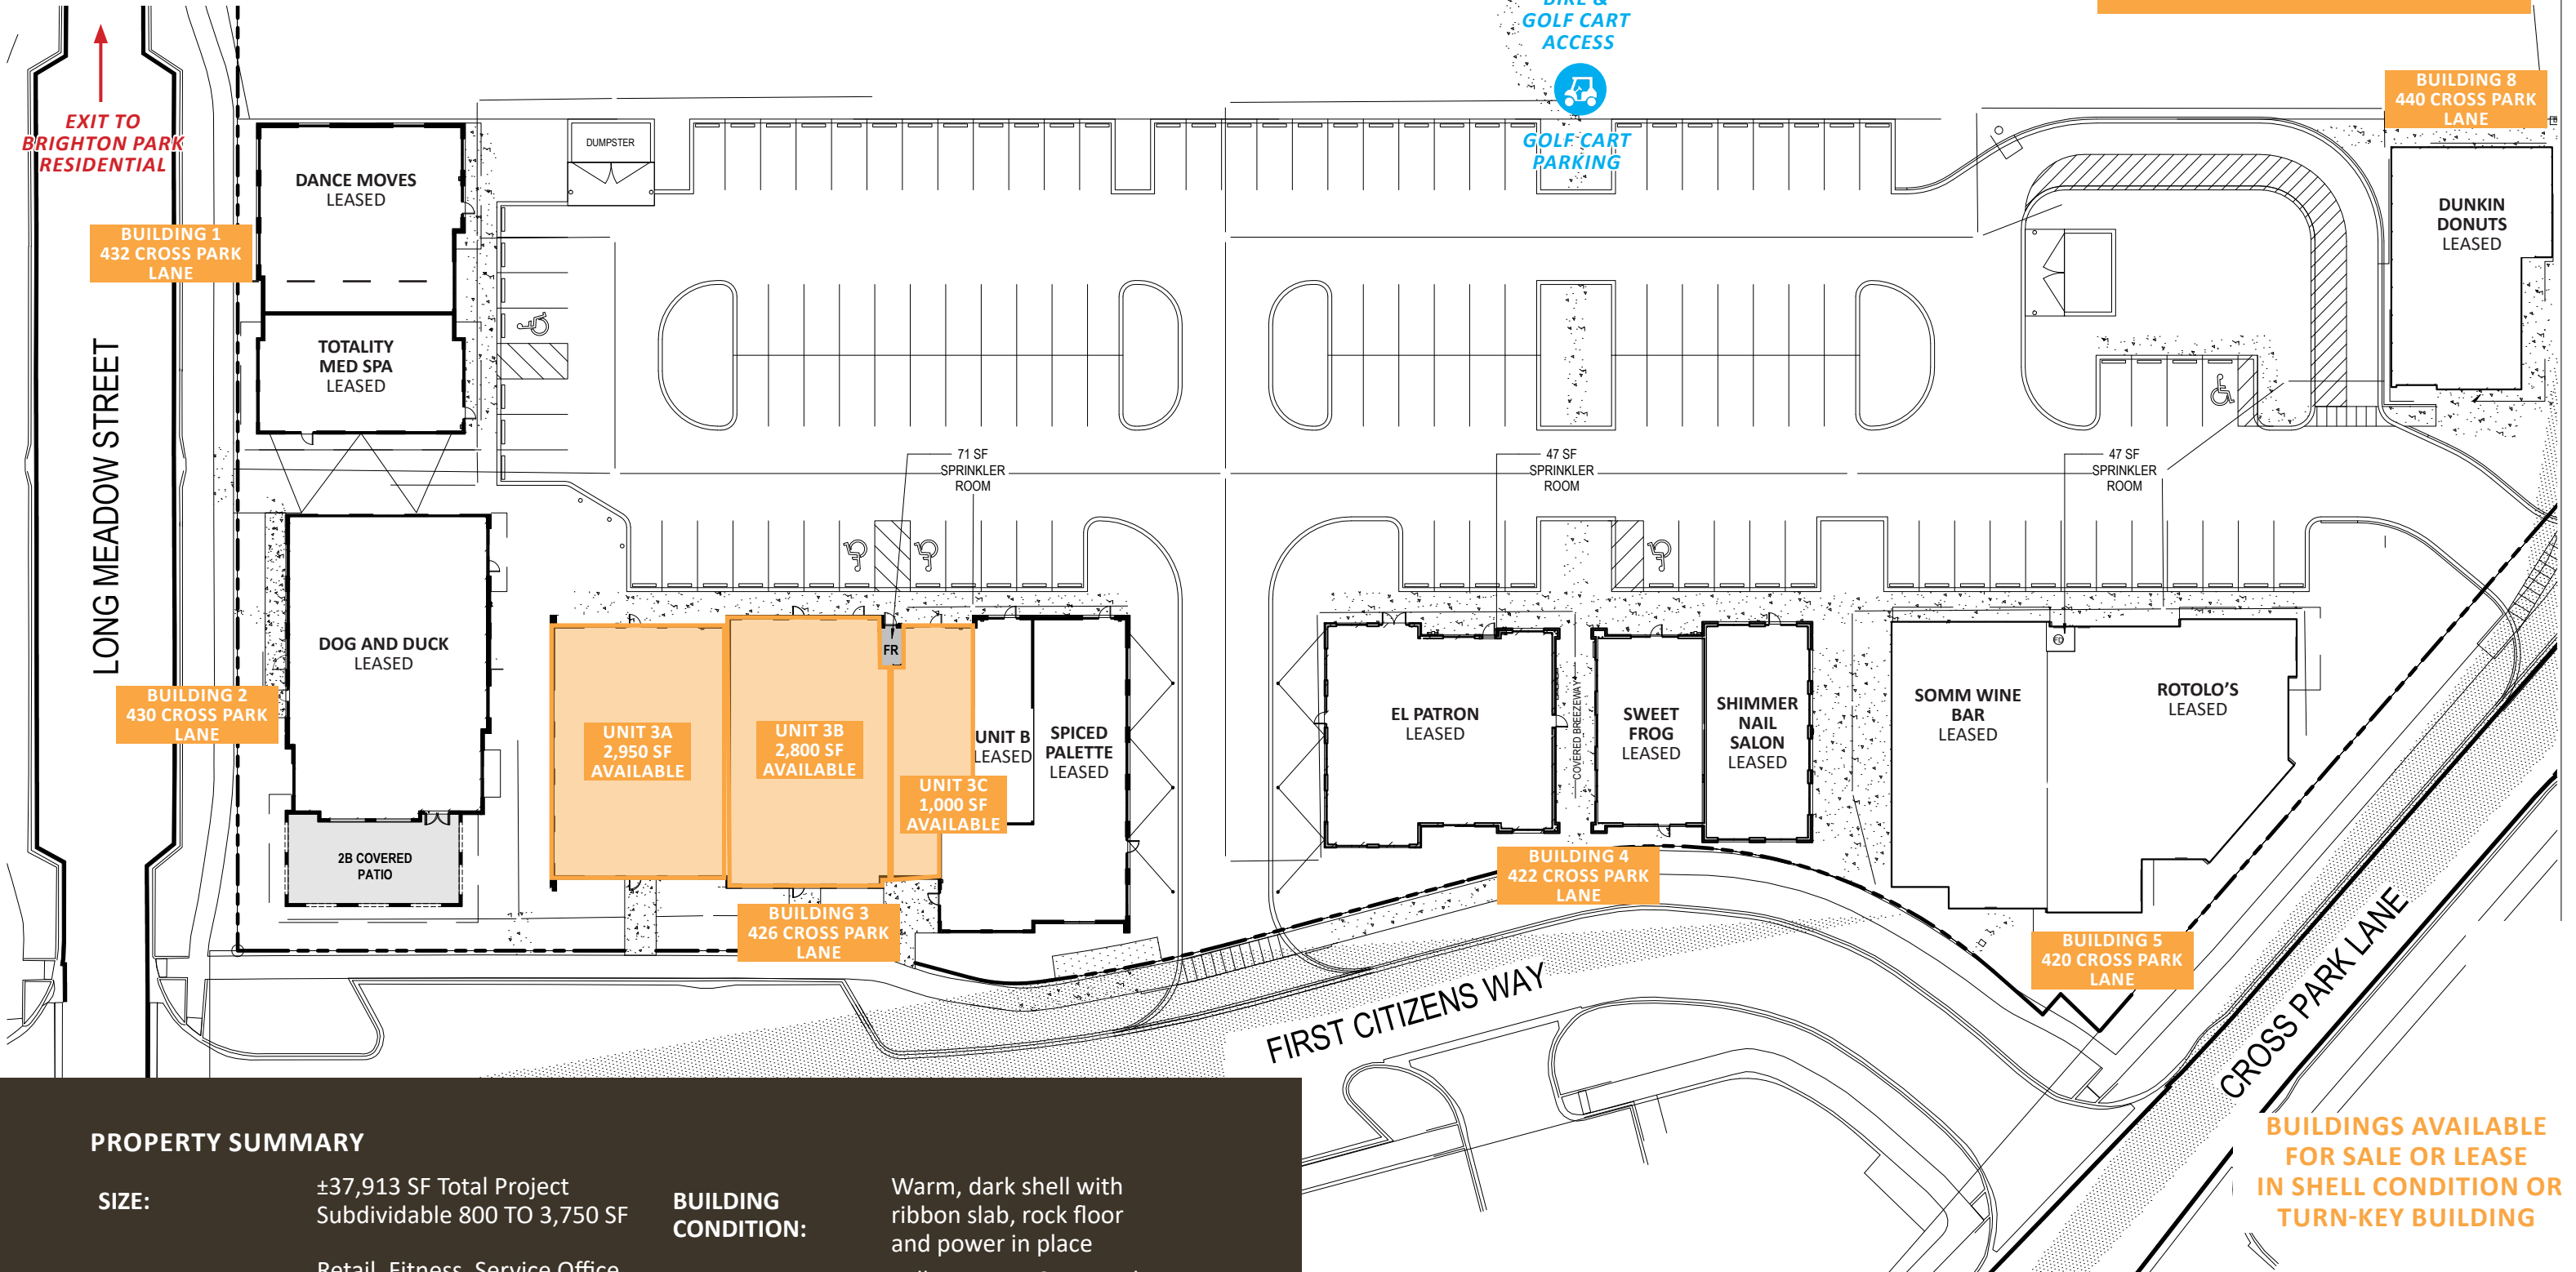 BIKE &
GOLF CART
ACCESS
GOLF CART
PARKING
EXIT TO
BRIGHTON PARK
RESIDENTIAL
BUILDING 8
440 CROSS PARK
LANE
DUMPSTER
DANCE MOVES
LEASED
BUILDING 1
432 CROSS PARK
LANE
DUNKIN
DONUTS
LEASED
TOTALITY
MED SPA
LEASED
LONG MEADOW STREET
71 SF
SPRINKLER
ROOM
47 SF
SPRINKLER
ROOM
47 SF
SPRINKLER
ROOM
DOG AND DUCK
LEASED
BUILDING 2
430 CROSS PARK
LANE
2B COVERED
PATIO
UNIT 3A
2,950 SF
AVAILABLE
UNIT 3B
2,800 SF
AVAILABLE
FR
UNIT 3C
1,000 SF
AVAILABLE
UNIT B
LEASED
SPICED
PALETTE
LEASED
EL PATRON
LEASED
COVERED BREEZEWAY
SWEET
FROG
LEASED
SHIMMER
NAIL
SALON
LEASED
SOMM WINE
BAR
LEASED
ROTOLO'S
LEASED
BUILDING 3
426 CROSS PARK
LANE
BUILDING 4
422 CROSS PARK
LANE
BUILDING 5
420 CROSS PARK
LANE
FIRST CITIZENS WAY
CROSS PARK LANE
BUILDINGS AVAILABLE
FOR SALE OR LEASE
IN SHELL CONDITION OR
TURN-KEY BUILDING
PROPERTY SUMMARY
SIZE:
±37,913 SF Total Project
Subdividable 800 TO 3,750 SF
Retail, Fitness, Service Office
BUILDING
CONDITION:
Warm, dark shell with
ribbon slab, rock floor
and power in place